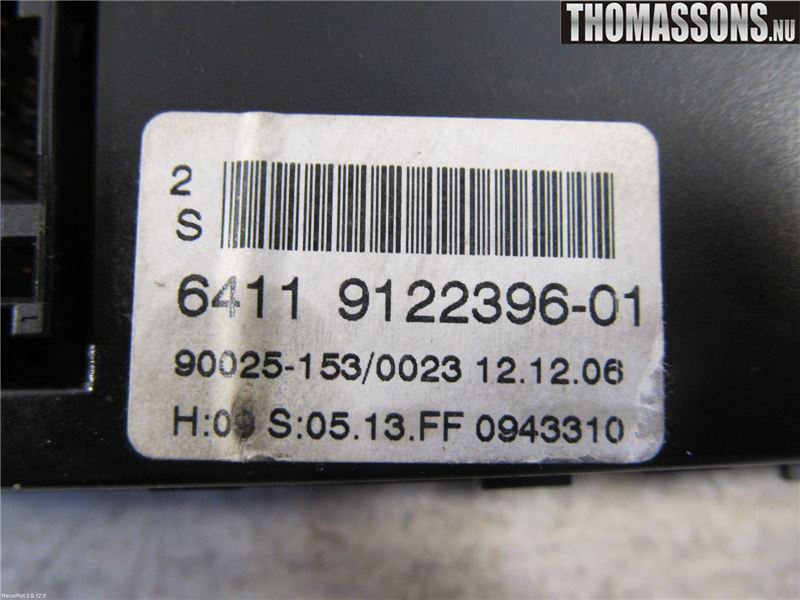 THOMASSONS.NU
2
S
6411 9122396-01
90025-153/0023 12.12.06
H:09 S:05.13.FF 0943310
RecoPict 2.5.12.0